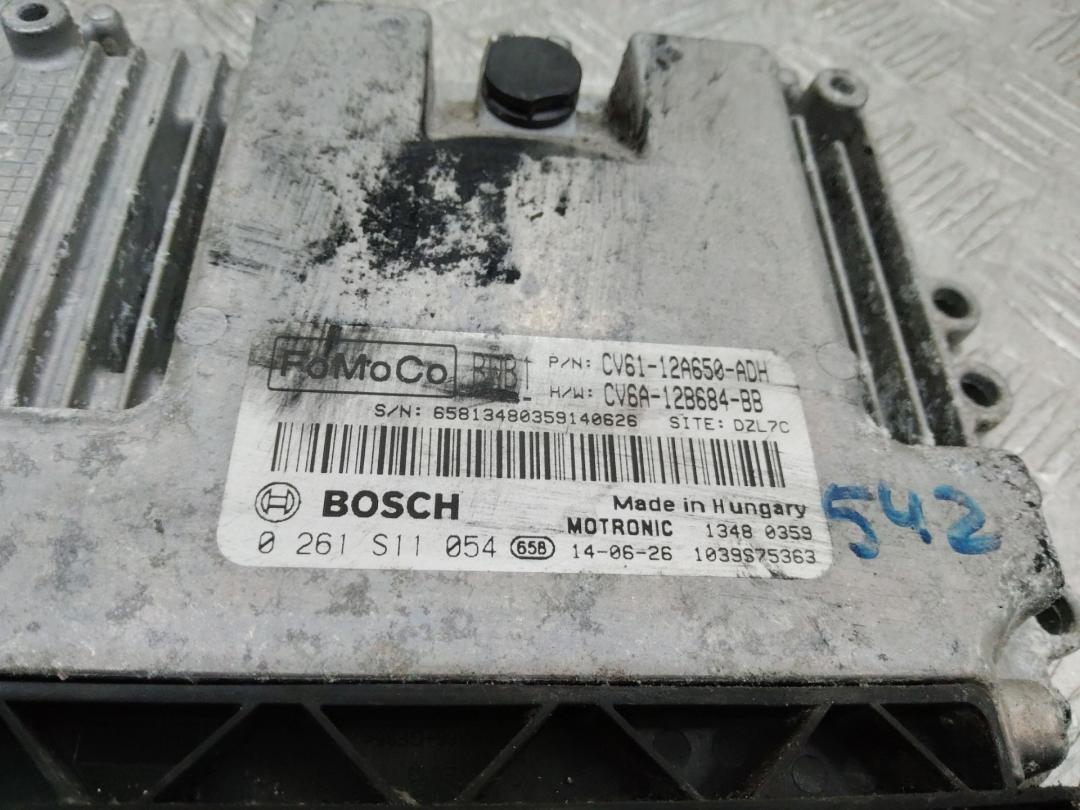 FoMoCo P/N: CV61-12A650-ADH
H/W: CV6A-12B684-BB
S/N: 65813480359140626 SITE: DZL7C
BOSCH Made in Hungary
MOTRONIC 1348 0359
0 261 S11 054 658 14-06-26 1039S75363
542